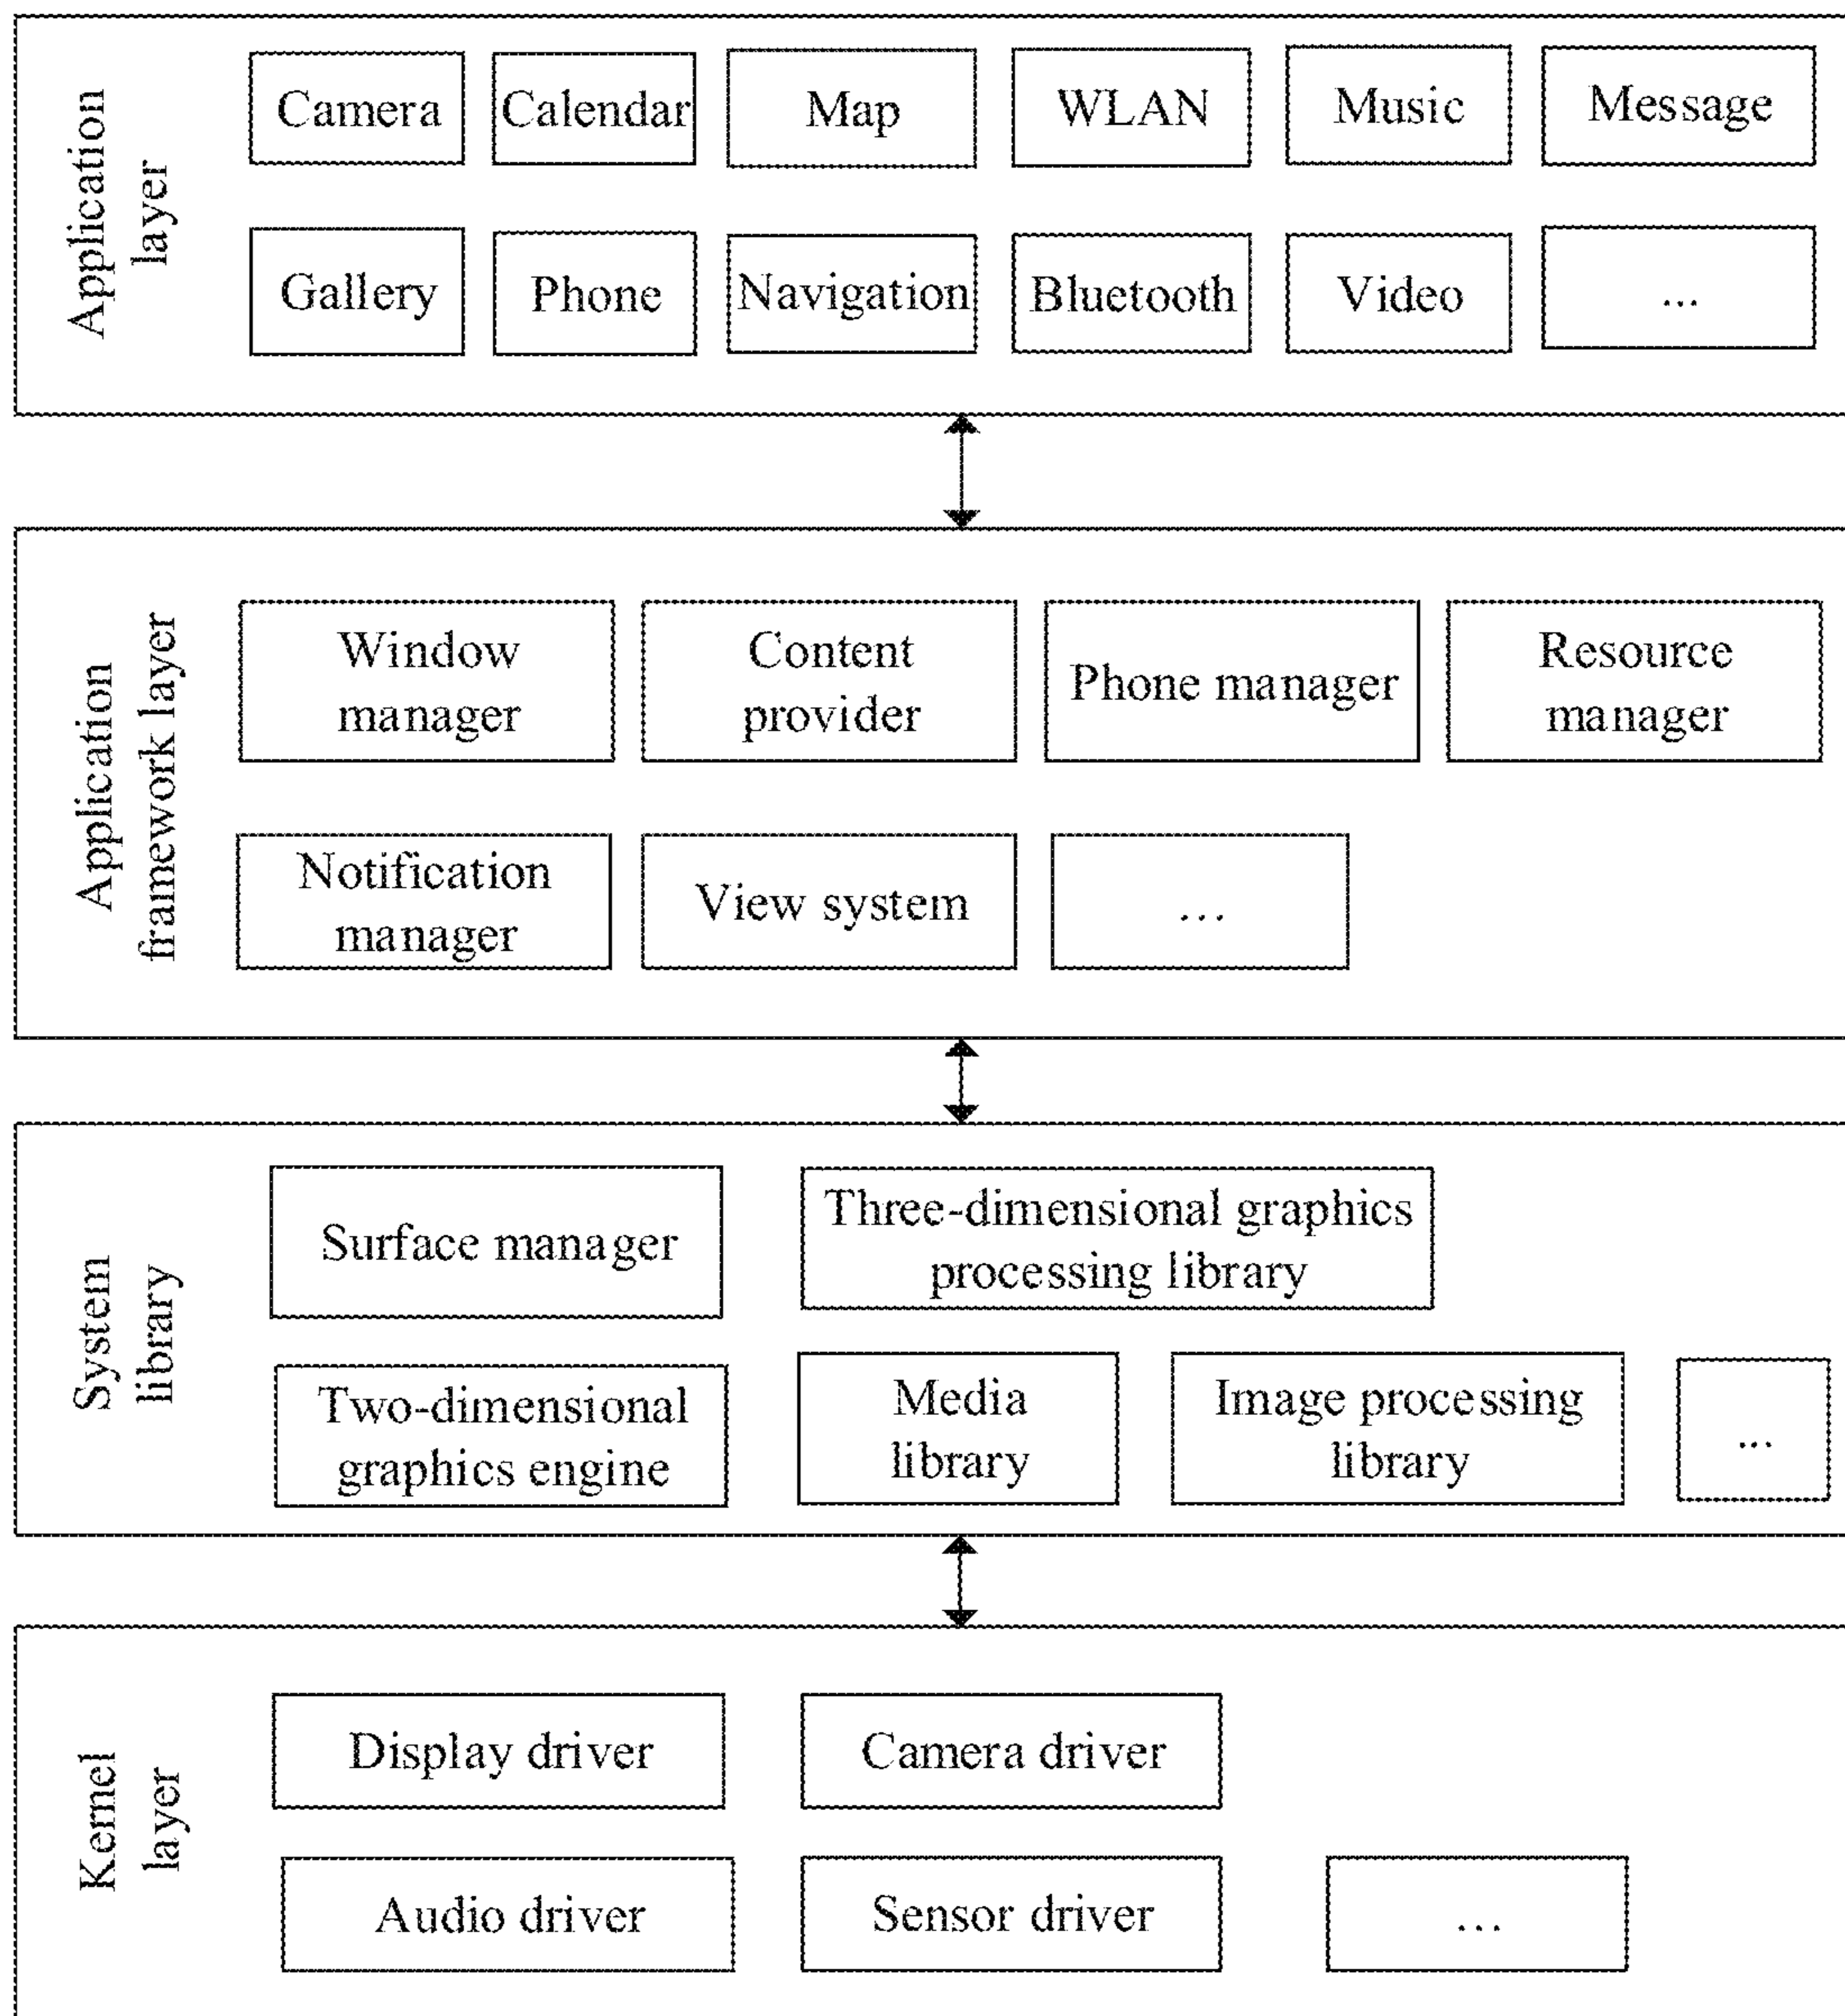 Application
layer
Camera
Calendar
Map
WLAN
Music
Message
Gallery
Phone
Navigation
Bluetooth
Video
...
Application
framework layer
Window
manager
Content
provider
Phone manager
Resource
manager
Notification
manager
View system
...
System
library
Surface manager
Three-dimensional graphics
processing library
Two-dimensional
graphics engine
Media
library
Image processing
library
...
Kernel
layer
Display driver
Camera driver
Audio driver
Sensor driver
...